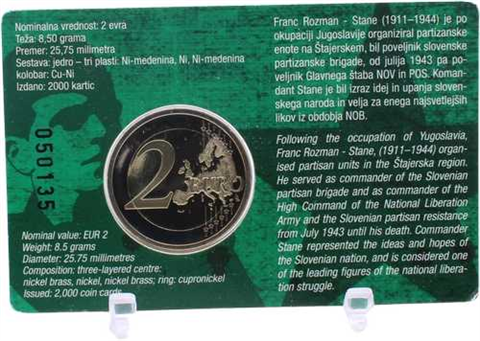 Nominalna vrednost: 2 evra
Teža: 8,50 grama
Premer: 25,75 milimetra
Sestava: jedro – tri plasti: Ni-medenina, Ni, Ni-medenina
kolobar: Cu-Ni
Izdano: 2000 kartic
050135
2 EURO
Nominal value: EUR 2
Weight: 8.5 grams
Diameter: 25.75 millimetres
Composition: three-layered centre:
nickel brass, nickel, nickel brass; ring: cupronickel
Issued: 2,000 coin cards
Franc Rozman - Stane (1911–1944) je po
okupaciji Jugoslavije organiziral partizanske
enote na Štajerskem, bil poveljnik slovenske
partizanske brigade, od julija 1943 pa po-
veljnik Glavnega štaba NOV in POS. Koman-
dant Stane je bil izraz idej in upanja sloven-
skega naroda in velja za enega najsvetlejših
likov iz obdobja NOB.
Following the occupation of Yugoslavia,
Franc Rozman - Stane, (1911–1944) organ-
ised partisan units in the Štajerska region.
He served as commander of the Slovenian
partisan brigade and as commander of the
High Command of the National Liberation
Army and the Slovenian partisan resistance
from July 1943 until his death. Commander
Stane represented the ideas and hopes of
the Slovenian nation, and is considered one
of the leading figures of the national libera-
tion struggle.